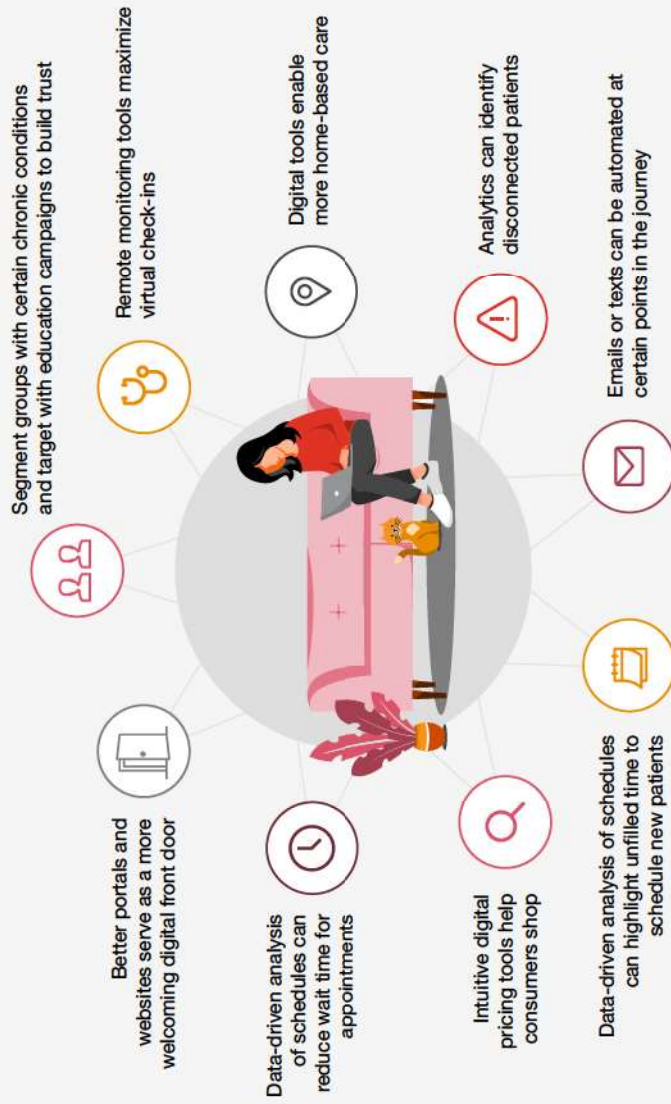 Segment groups with certain chronic conditions
and target with education campaigns to build trust
Remote monitoring tools maximize
virtual check-ins
Digital tools enable
more home-based care
Analytics can identify
disconnected patients
Emails or texts can be automated at
certain points in the journey
Data-driven analysis of schedules
can highlight unfilled time to
schedule new patients
Intuitive digital
pricing tools help
consumers shop
Data-driven analysis
of schedules can
reduce wait time for
appointments
Better portals and
websites serve as a more
welcoming digital front door